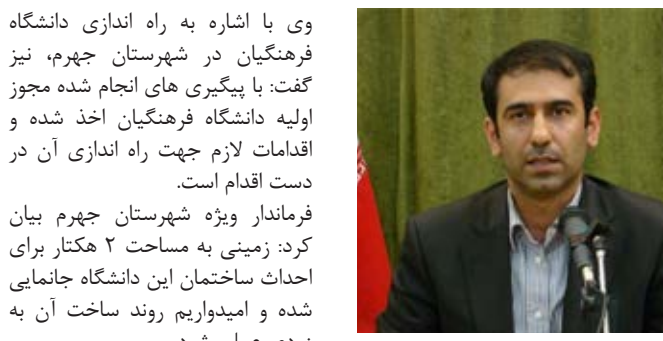 وی با اشاره به راه اندازی دانشگاه
فرهنگیان در شهرستان جهرم، نیز
گفت: با پیگیری های انجام شده مجوز
اولیه دانشگاه فرهنگیان اخذ شده و
اقدامات لازم جهت راه اندازی آن در
دست اقدام است.
فرماندار ویژه شهرستان جهرم بیان
کرد: زمینی به مساحت ۲ هکتار برای
احداث ساختمان این دانشگاه جانمایی
شده و امیدواریم روند ساخت آن به